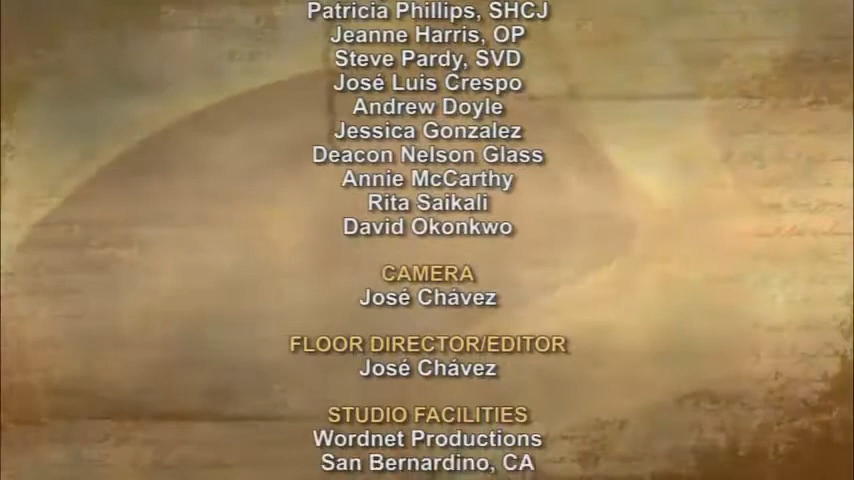 Patricia Phillips, SHCJ
Jeanne Harris, OP
Steve Pardy, SVD
José Luis Crespo
Andrew Doyle
Jessica Gonzalez
Deacon Nelson Glass
Annie McCarthy
Rita Saikali
David Okonkwo
CAMERA
José Chávez
FLOOR DIRECTOR/EDITOR
José Chávez
STUDIO FACILITIES
Wordnet Productions
San Bernardino, CA